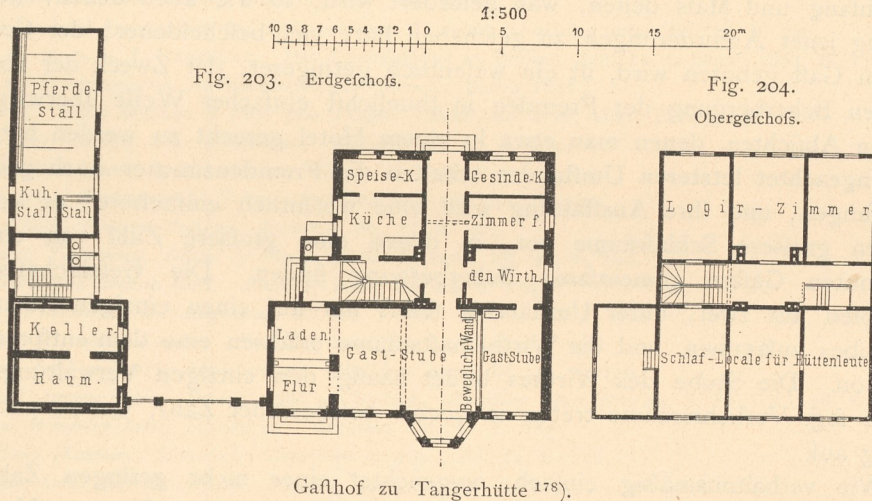 1:500
10 9 8 7 6 5 4 3 2 1 0 5 10 15 20m
Fig. 203. Erdgeſchoſs.
Fig. 204.
Obergeſchoſs.
Pferde-
Stall
Kuh-
Stall.
Stall
Keller
Raum.
Speise-K.
Gesinde-K.
Küche
Zimmer f.
den Wirth.
Laden
Flur
Gast-Stube
Bewegliche Wand
Gast Stube
Logir - Zimmer
Schlaf-Locale für Hüttenleute
Gaſthof zu Tangerhütte 178).